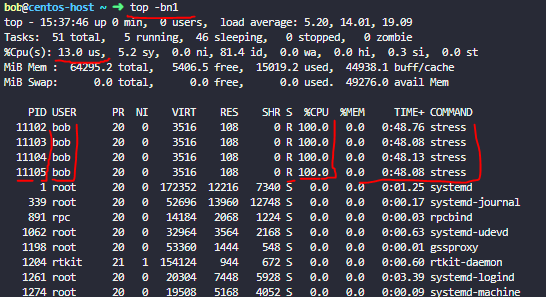 bob@centos-host ~ ➜ top -bn1
top - 15:37:46 up 0 min, 0 users, load average: 5.20, 14.01, 19.09
Tasks: 51 total, 5 running, 46 sleeping, 0 stopped, 0 zombie
%Cpu(s): 13.0 us, 5.2 sy, 0.0 ni, 81.4 id, 0.0 wa, 0.0 hi, 0.3 si, 0.0 st
MiB Mem : 64295.2 total, 5406.5 free, 15019.2 used, 44938.1 buff/cache
MiB Swap: 0.0 total, 0.0 free, 0.0 used. 49276.0 avail Mem
PID USER PR NI VIRT RES SHR S %CPU %MEM TIME+ COMMAND
11102 bob 20 0 3516 108 0 R 100.0 0.0 0:48.76 stress
11103 bob 20 0 3516 108 0 R 100.0 0.0 0:48.08 stress
11104 bob 20 0 3516 108 0 R 100.0 0.0 0:48.13 stress
11105 bob 20 0 3516 108 0 R 100.0 0.0 0:48.08 stress
1 root 20 0 172352 12216 7340 S 0.0 0.0 0:01.25 systemd
339 root 20 0 52696 13960 12748 S 0.0 0.0 0:00.17 systemd-journal
891 rpc 20 0 14184 2068 1224 S 0.0 0.0 0:00.03 rpcbind
1062 root 20 0 32964 3564 2168 S 0.0 0.0 0:00.63 systemd-udevd
1198 root 20 0 53360 1444 548 S 0.0 0.0 0:00.01 gssproxy
1204 rtkit 21 1 154124 944 672 S 0.0 0.0 0:00.60 rtkit-daemon
1261 root 20 0 20304 7448 5928 S 0.0 0.0 0:03.39 systemd-logind
1274 root 20 0 19508 5168 4052 S 0.0 0.0 0:00.09 systemd-machine